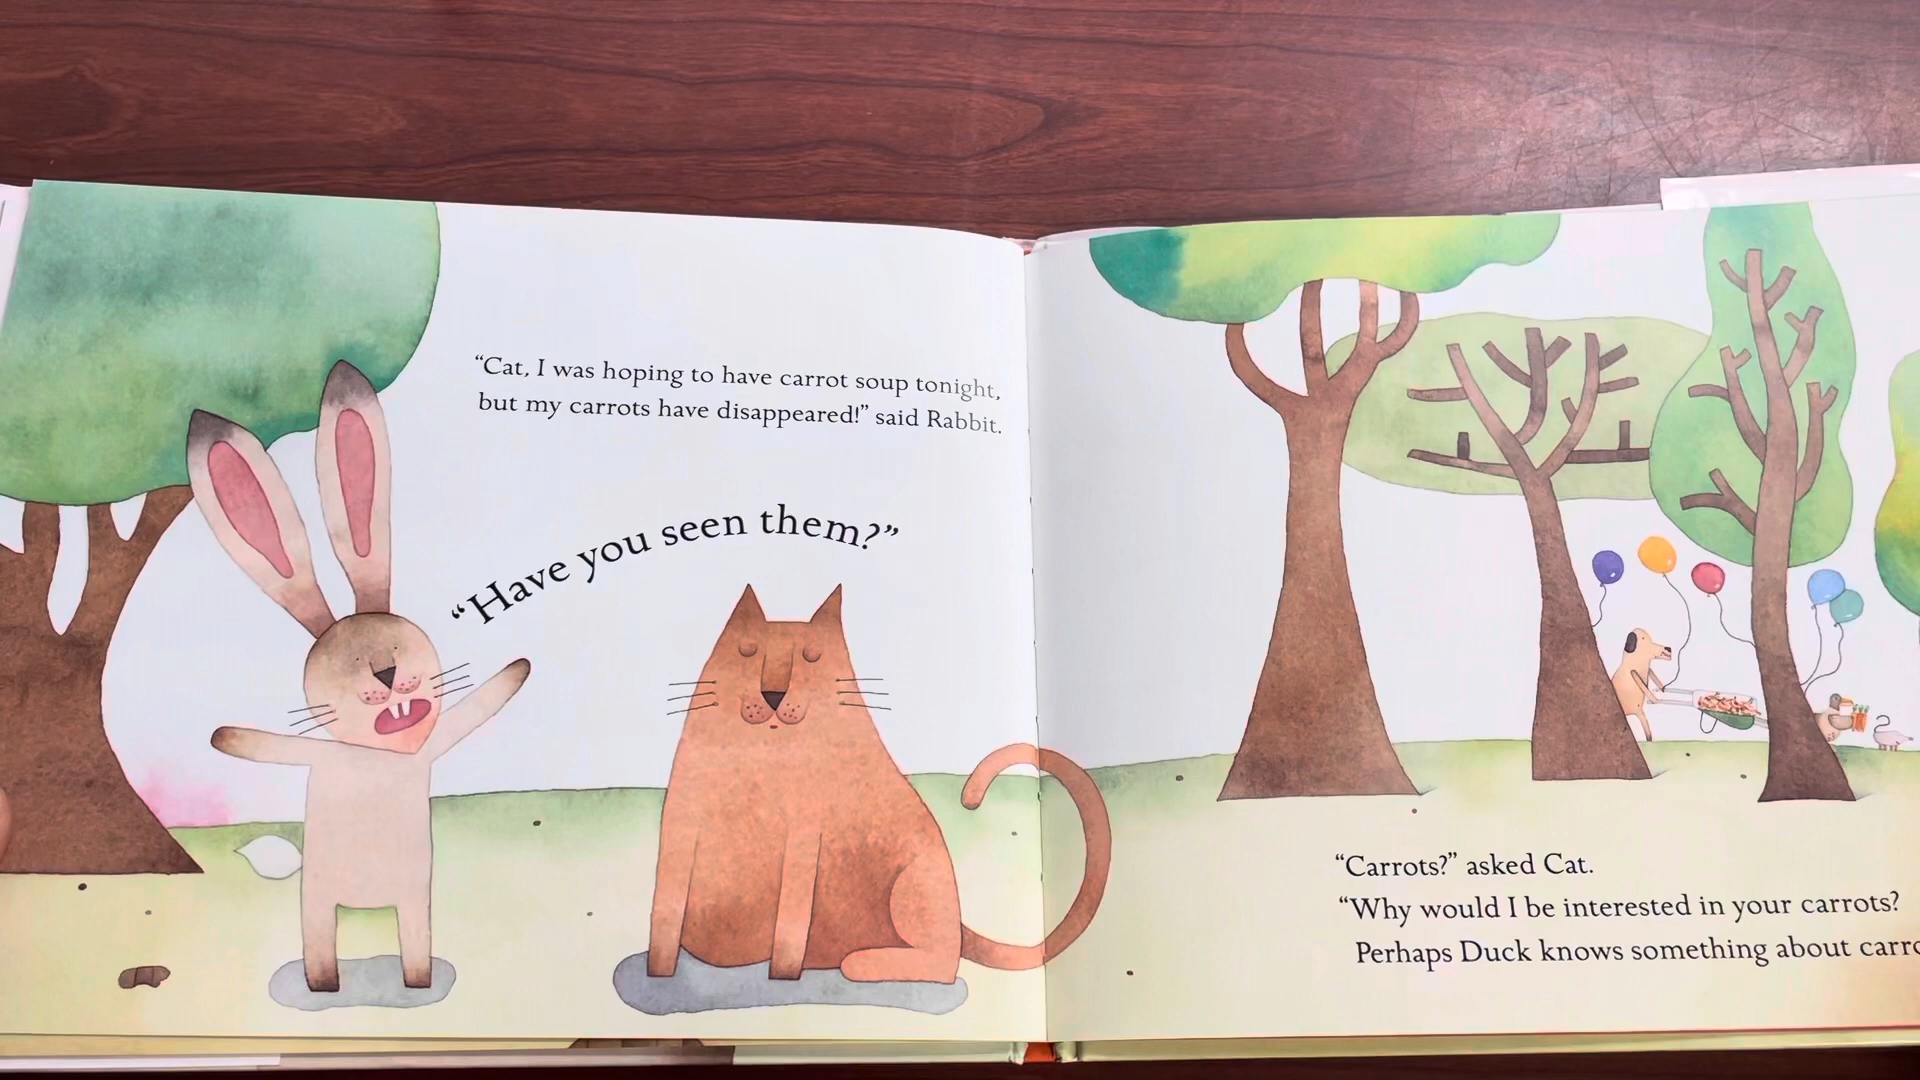 “Cat, I was hoping to have carrot soup tonight,
but my carrots have disappeared!” said Rabbit.
“Have you seen them?”
“Carrots?” asked Cat.
“Why would I be interested in your carrots?
Perhaps Duck knows something about